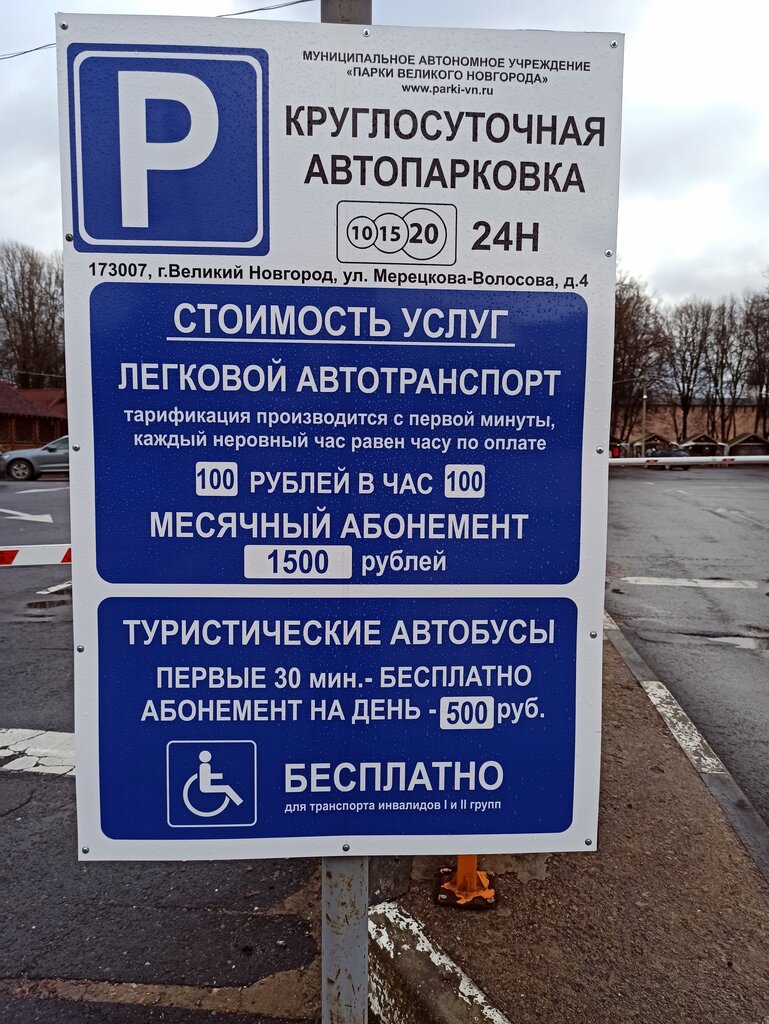 P
МУНИЦИПАЛЬНОЕ АВТОНОМНОЕ УЧРЕЖДЕНИЕ
«ПАРКИ ВЕЛИКОГО НОВГОРОДА»
www.parki-vn.ru
КРУГЛОСУТОЧНАЯ
АВТОПАРКОВКА
10 15 20 24H
173007, г.Великий Новгород, ул. Мерецкова-Волосова, д.4
СТОИМОСТЬ УСЛУГ
ЛЕГКОВОЙ АВТОТРАНСПОРТ
тарификация производится с первой минуты,
каждый неровный час равен часу по оплате
100 РУБЛЕЙ В ЧАС 100
МЕСЯЧНЫЙ АБОНЕМЕНТ
1500 рублей
ТУРИСТИЧЕСКИЕ АВТОБУСЫ
ПЕРВЫЕ 30 мин.- БЕСПЛАТНО
АБОНЕМЕНТ НА ДЕНЬ - 500 руб.
БЕСПЛАТНО
для транспорта инвалидов I и II групп